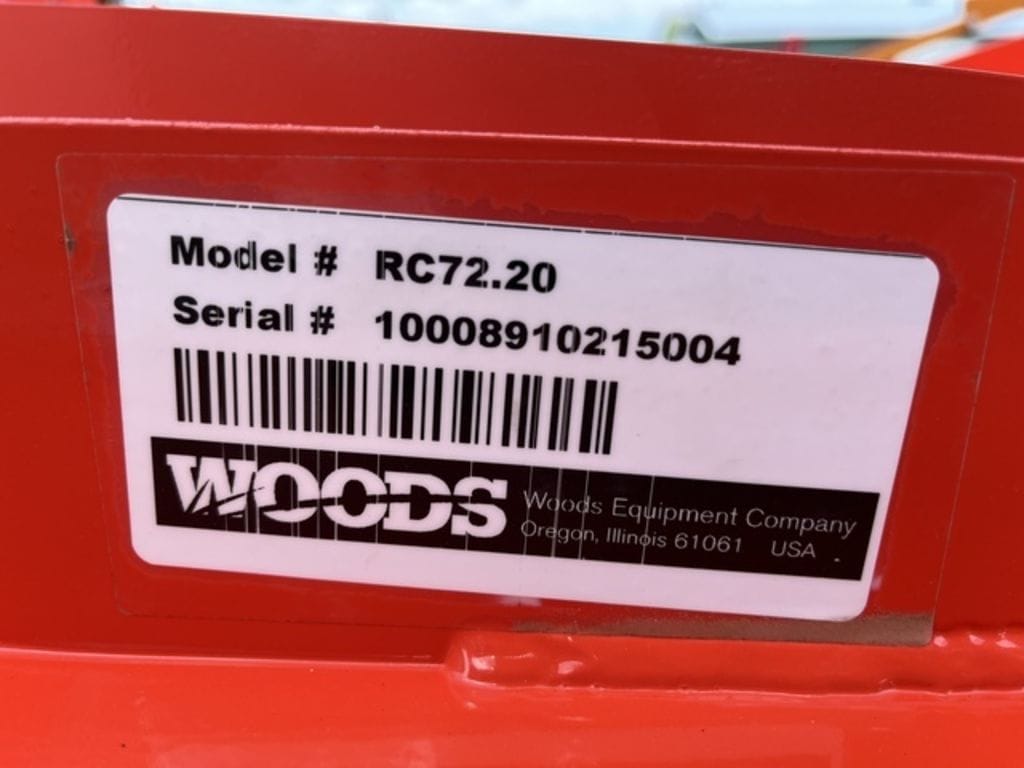 Model # RC72.20
Serial # 10008910215004
WOODS
Woods Equipment Company
Oregon, Illinois 61061 USA